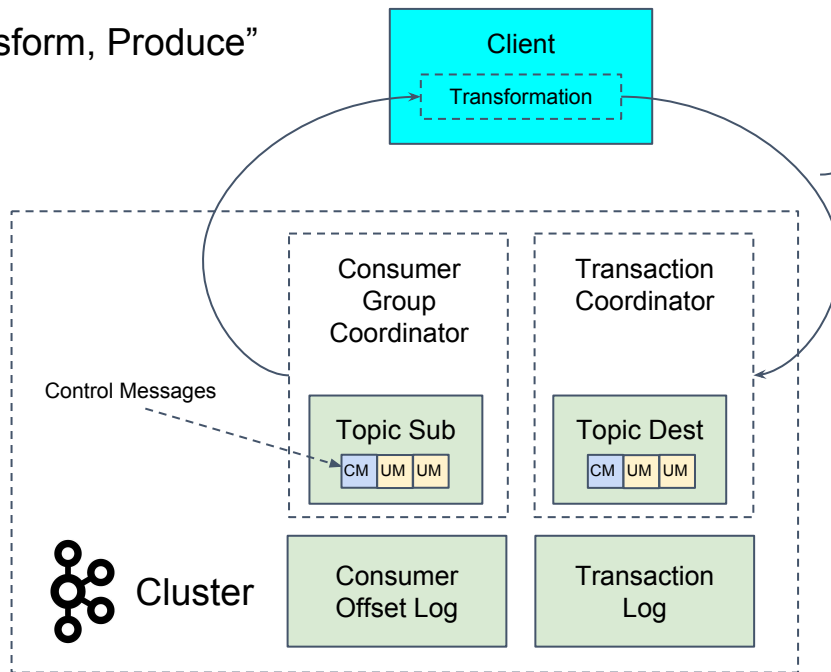 sform, Produce”
Client
Transformation
Consumer
Group
Coordinator
Transaction
Coordinator
Control Messages
Topic Sub
CM UM UM
Topic Dest
CM UM UM
Cluster
Consumer
Offset Log
Transaction
Log